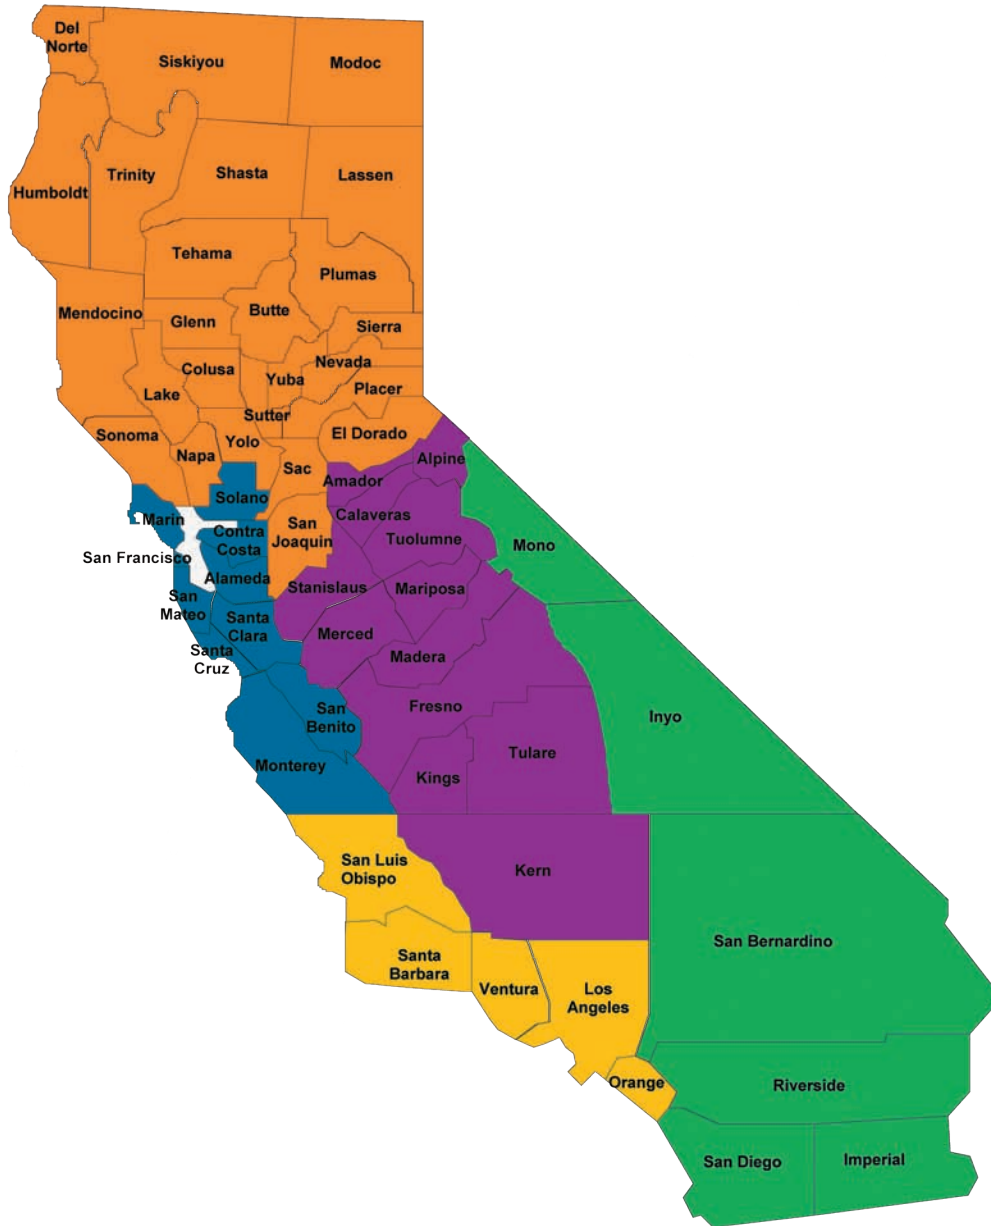 Del
Norte
Siskiyou
Modoc
Humboldt
Trinity
Shasta
Lassen
Tehama
Plumas
Mendocino
Glenn
Butte
Sierra
Colusa
Nevada
Lake
Yuba
Placer
Sutter
Sonoma
Napa
Yolo
El Dorado
Sac
Alpine
Amador
Solano
Marin
Contra
Costa
San
Joaquin
Calaveras
Tuolumne
Mono
San Francisco
Alameda
Stanislaus
Mariposa
San
Mateo
Santa
Clara
Merced
Madera
Santa
Cruz
San
Benito
Fresno
Inyo
Monterey
Kings
Tulare
San Luis
Obispo
Kern
San Bernardino
Santa
Barbara
Ventura
Los
Angeles
Orange
Riverside
San Diego
Imperial